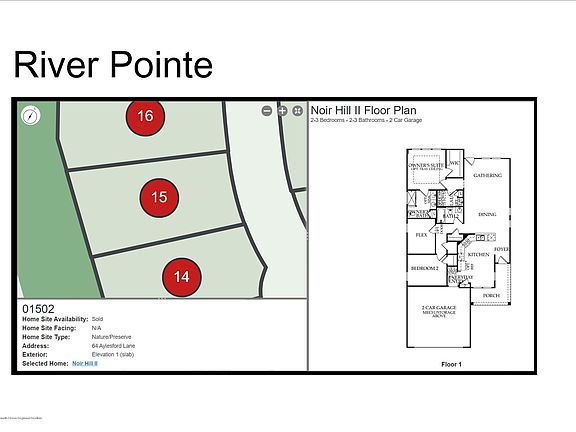 River Pointe
16
15
14
01502
Home Site Availability: Sold
Home Site Facing: N/A
Home Site Type: Nature/Preserve
Address: 64 Aylesford Lane
Exterior: Elevation 1 (slab)
Selected Home: Noir Hill II
Noir Hill II Floor Plan
2-3 Bedrooms • 2-3 Bathrooms • 2 Car Garage
OWNER'S SUITE
WIC
GATHERING
DINING
BATH 2
FLEX
KITCHEN
FOYER
BEDROOM 2
PORCH
2 CAR GARAGE
MECH/STORAGE
ABOVE
Floor 1